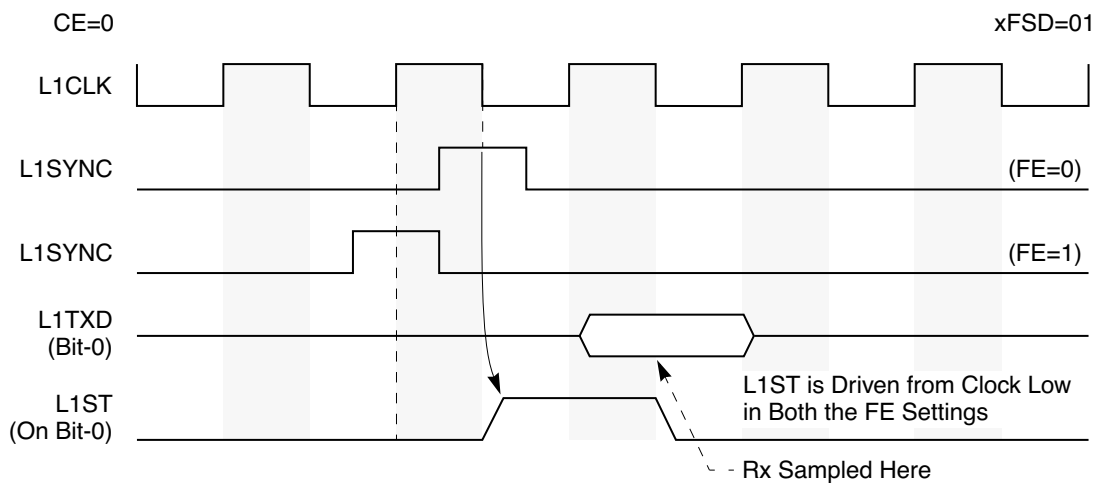 CE=0 xFSD=01
L1CLK
L1SYNC (FE=0)
L1SYNC (FE=1)
L1TXD
(Bit-0)
L1ST is Driven from Clock Low
in Both the FE Settings
L1ST
(On Bit-0)
Rx Sampled Here